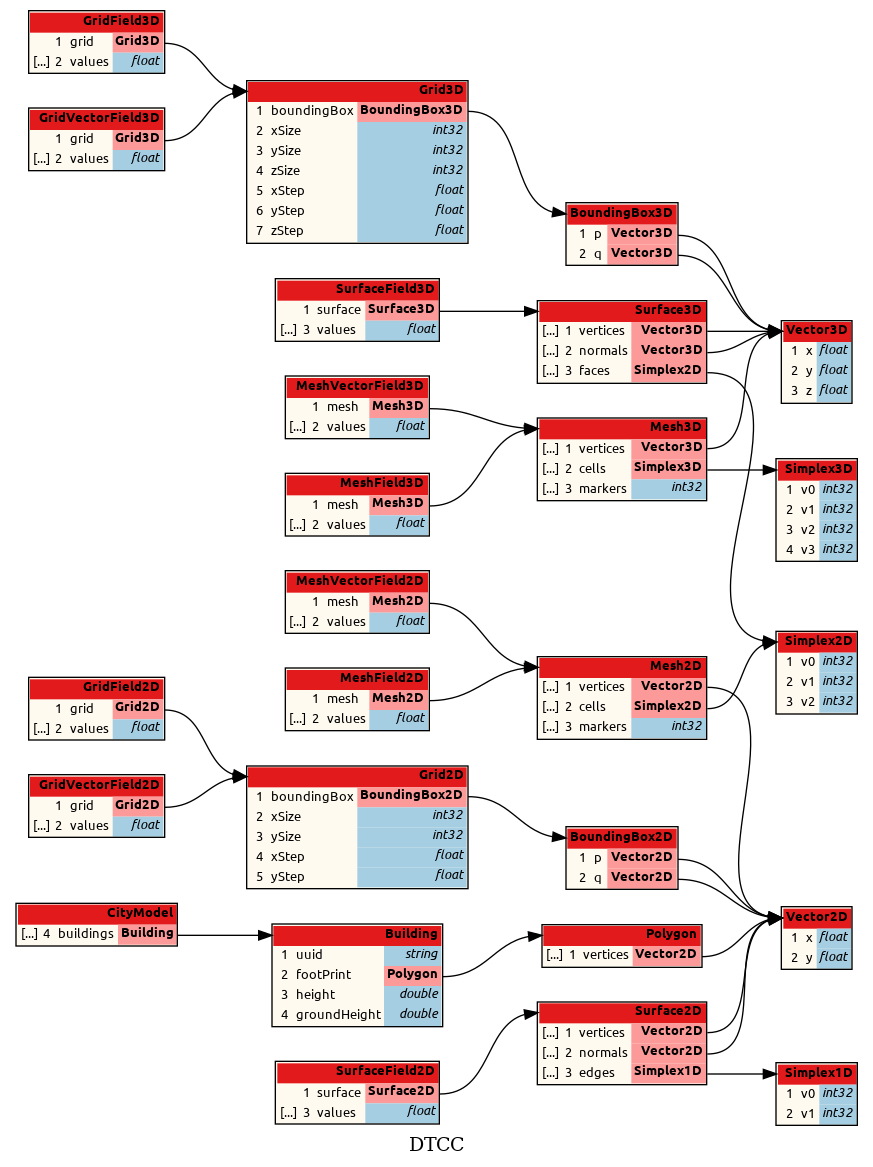 GridField3D
1 grid Grid3D
[...] 2 values float
GridVectorField3D
1 grid Grid3D
[...] 2 values float
Grid3D
1 boundingBox BoundingBox3D
2 xSize int32
3 ySize int32
4 zSize int32
5 xStep float
6 yStep float
7 zStep float
BoundingBox3D
1 p Vector3D
2 q Vector3D
SurfaceField3D
1 surface Surface3D
[...] 3 values float
Surface3D
[...] 1 vertices Vector3D
[...] 2 normals Vector3D
[...] 3 faces Simplex2D
Vector3D
1 x float
2 y float
3 z float
MeshVectorField3D
1 mesh Mesh3D
[...] 2 values float
MeshField3D
1 mesh Mesh3D
[...] 2 values float
Mesh3D
[...] 1 vertices Vector3D
[...] 2 cells Simplex3D
[...] 3 markers int32
Simplex3D
1 v0 int32
2 v1 int32
3 v2 int32
4 v3 int32
MeshVectorField2D
1 mesh Mesh2D
[...] 2 values float
MeshField2D
1 mesh Mesh2D
[...] 2 values float
Mesh2D
[...] 1 vertices Vector2D
[...] 2 cells Simplex2D
[...] 3 markers int32
Simplex2D
1 v0 int32
2 v1 int32
3 v2 int32
GridField2D
1 grid Grid2D
[...] 2 values float
GridVectorField2D
1 grid Grid2D
[...] 2 values float
Grid2D
1 boundingBox BoundingBox2D
2 xSize int32
3 ySize int32
4 xStep float
5 yStep float
BoundingBox2D
1 p Vector2D
2 q Vector2D
CityModel
[...] 4 buildings Building
Building
1 uuid string
2 footPrint Polygon
3 height double
4 groundHeight double
Polygon
[...] 1 vertices Vector2D
Vector2D
1 x float
2 y float
SurfaceField2D
1 surface Surface2D
[...] 3 values float
Surface2D
[...] 1 vertices Vector2D
[...] 2 normals Vector2D
[...] 3 edges Simplex1D
Simplex1D
1 v0 int32
2 v1 int32
DTCC